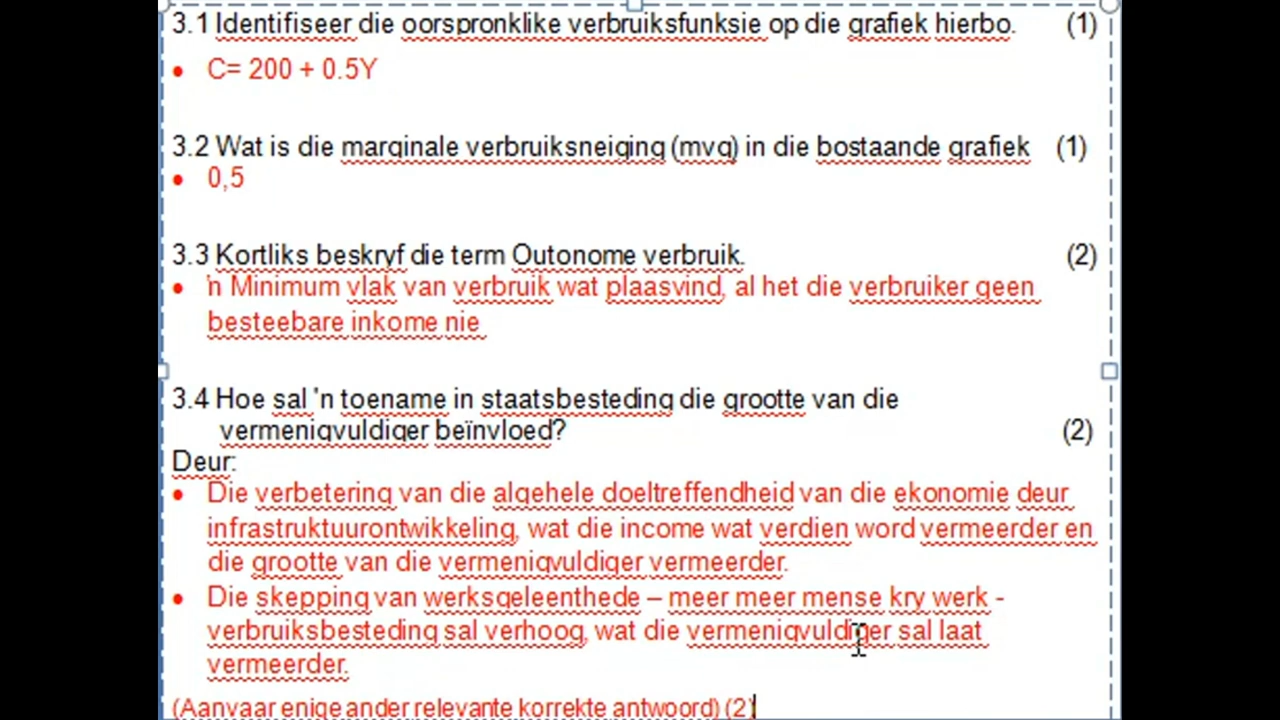 3.1 Identifiseer die oorspronklike verbruiksfunksie op die grafiek hierbo. (1)
• C= 200 + 0.5Y
3.2 Wat is die marginale verbruiksneiging (mvg) in die bostaande grafiek (1)
• 0,5
3.3 Kortliks beskryf die term Outonome verbruik. (2)
• 'n Minimum vlak van verbruik wat plaasvind, al het die verbruiker geen
besteebare inkome nie
3.4 Hoe sal 'n toename in staatsbesteding die grootte van die
vermenigvuldiger beïnvloed? (2)
Deur:
• Die verbetering van die algehele doeltreffendheid van die ekonomie deur
infrastruktuurontwikkeling, wat die income wat verdien word vermeerder en
die grootte van die vermenigvuldiger vermeerder.
• Die skepping van werksgeleenthede – meer meer mense kry werk -
verbruiksbesteding sal verhoog, wat die vermenigvuldiger sal laat
vermeerder.
(Aanvaar enige ander relevante korrekte antwoord) (2)